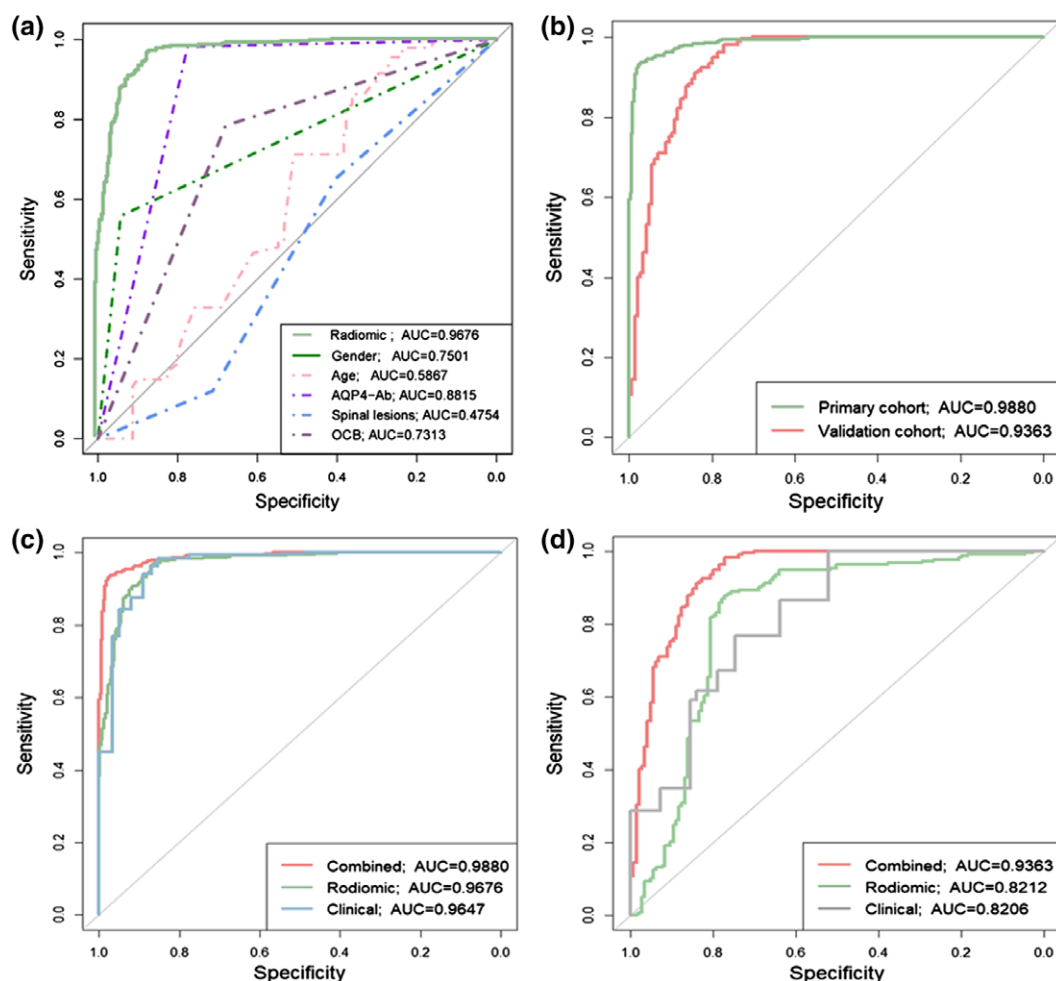 (a)
Sensitivity
1.0
0.8
0.6
0.4
0.2
0.0
1.0 0.8 0.6 0.4 0.2 0.0
Specificity
Radiomic ; AUC=0.9676
Gender; AUC=0.7501
Age; AUC=0.5867
AQP4-Ab; AUC=0.8815
Spinal lesions; AUC=0.4754
OCB; AUC=0.7313
(b)
Sensitivity
1.0
0.8
0.6
0.4
0.2
0.0
1.0 0.8 0.6 0.4 0.2 0.0
Specificity
Primary cohort; AUC=0.9880
Validation cohort; AUC=0.9363
(c)
Sensitivity
1.0
0.8
0.6
0.4
0.2
0.0
1.0 0.8 0.6 0.4 0.2 0.0
Specificity
Combined; AUC=0.9880
Rodiomic; AUC=0.9676
Clinical; AUC=0.9647
(d)
Sensitivity
1.0
0.8
0.6
0.4
0.2
0.0
1.0 0.8 0.6 0.4 0.2 0.0
Specificity
Combined; AUC=0.9363
Rodiomic; AUC=0.8212
Clinical; AUC=0.8206